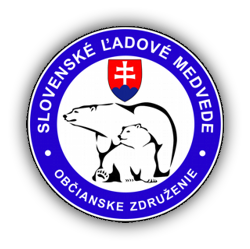 SLOVENSKÉ ĽADOVÉ MEDVEDE
OBČIANSKE ZDRUŽENIE